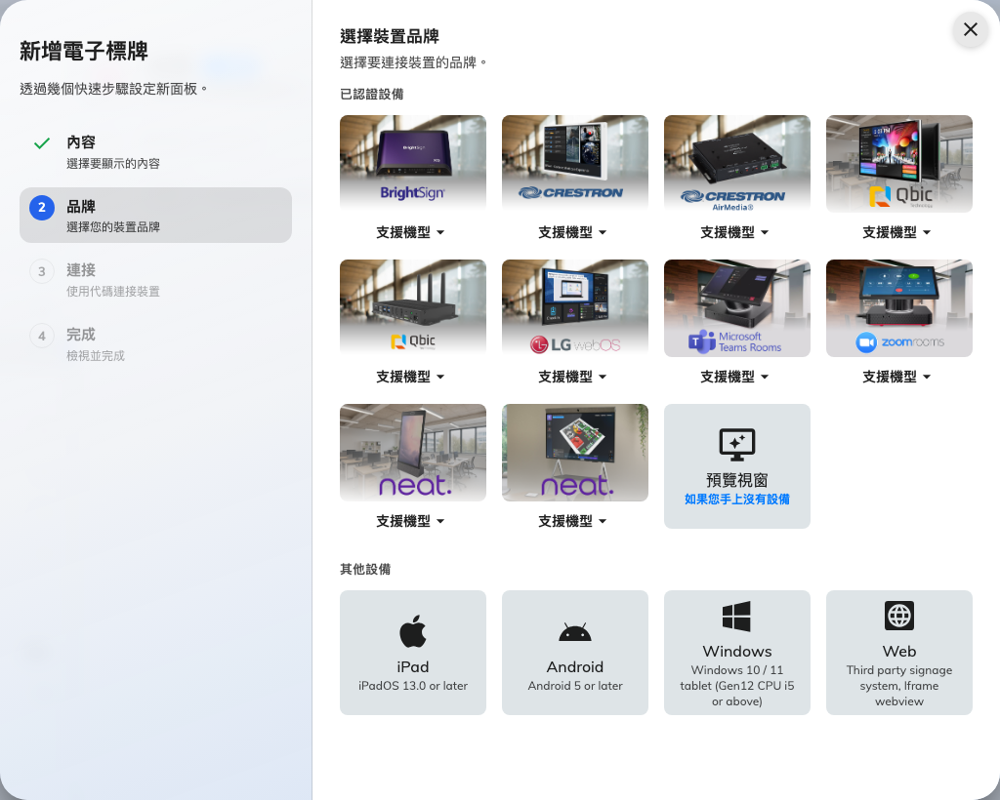 新增電子標牌
透過幾個快速步驟設定新面板。
內容
選擇要顯示的內容
2
品牌
選擇您的裝置品牌
3
連接
使用代碼連接裝置
4
完成
檢視並完成
選擇裝置品牌
選擇要連接裝置的品牌。
已認證設備
BrightSign
BrightSign
CRESTRON
CRESTRON
AirMedia®
Qbic
Technology
支援機型
支援機型
支援機型
支援機型
Qbic
LG webOS
Microsoft
Teams Rooms
zoomrooms
支援機型
支援機型
支援機型
支援機型
neat.
neat.
預覽視窗
如果您手上沒有設備
支援機型
支援機型
其他設備
iPad
iPadOS 13.0 or later
Android
Android 5 or later
Windows
Windows 10 / 11
tablet (Gen12 CPU i5
or above)
Web
Third party signage
system, Iframe
webview